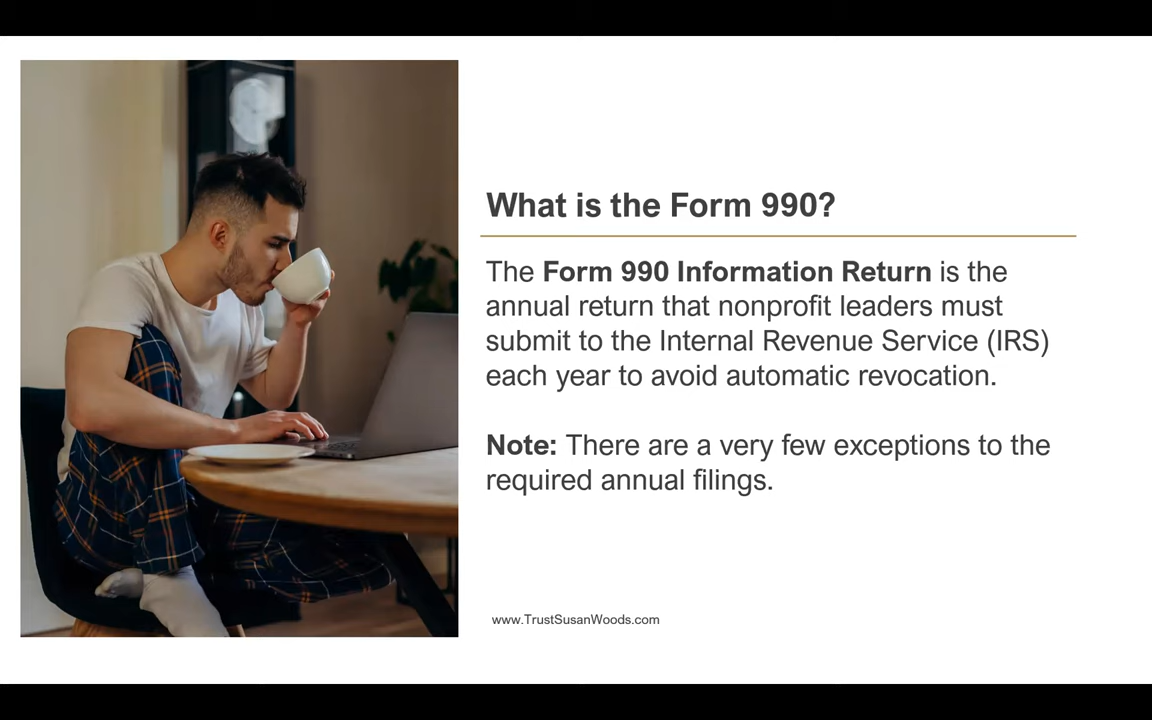 What is the Form 990?
The Form 990 Information Return is the
annual return that nonprofit leaders must
submit to the Internal Revenue Service (IRS)
each year to avoid automatic revocation.
Note: There are a very few exceptions to the
required annual filings.
www.TrustSusanWoods.com